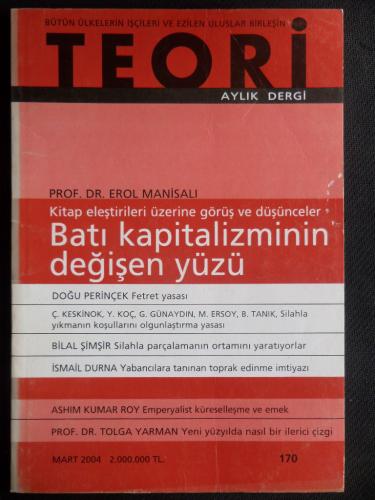 BÜTÜN ÜLKELERİN İŞÇİLERİ VE EZİLEN ULUSLAR BİRLEŞİN
TEORİ
AYLIK DERGİ
PROF. DR. EROL MANİSALI
Kitap eleştirileri üzerine görüş ve düşünceler
Batı kapitalizminin
değişen yüzü
DOĞU PERİNÇEK Fetret yasası
Ç. KESKİNOK, Y. KOÇ, G. GÜNAYDIN, M. ERSOY, B. TANIK, Silahla
yıkmanın koşullarını olgunlaştırma yasası
BİLAL ŞİMŞİR Silahla parçalamanın ortamını yaratıyorlar
İSMAİL DURNA Yabancılara tanınan toprak edinme imtiyazı
ASHIM KUMAR ROY Emperyalist küreselleşme ve emek
PROF. DR. TOLGA YARMAN Yeni yüzyılda nasıl bir ilerici çizgi
MART 2004 2.000.000 TL. 170